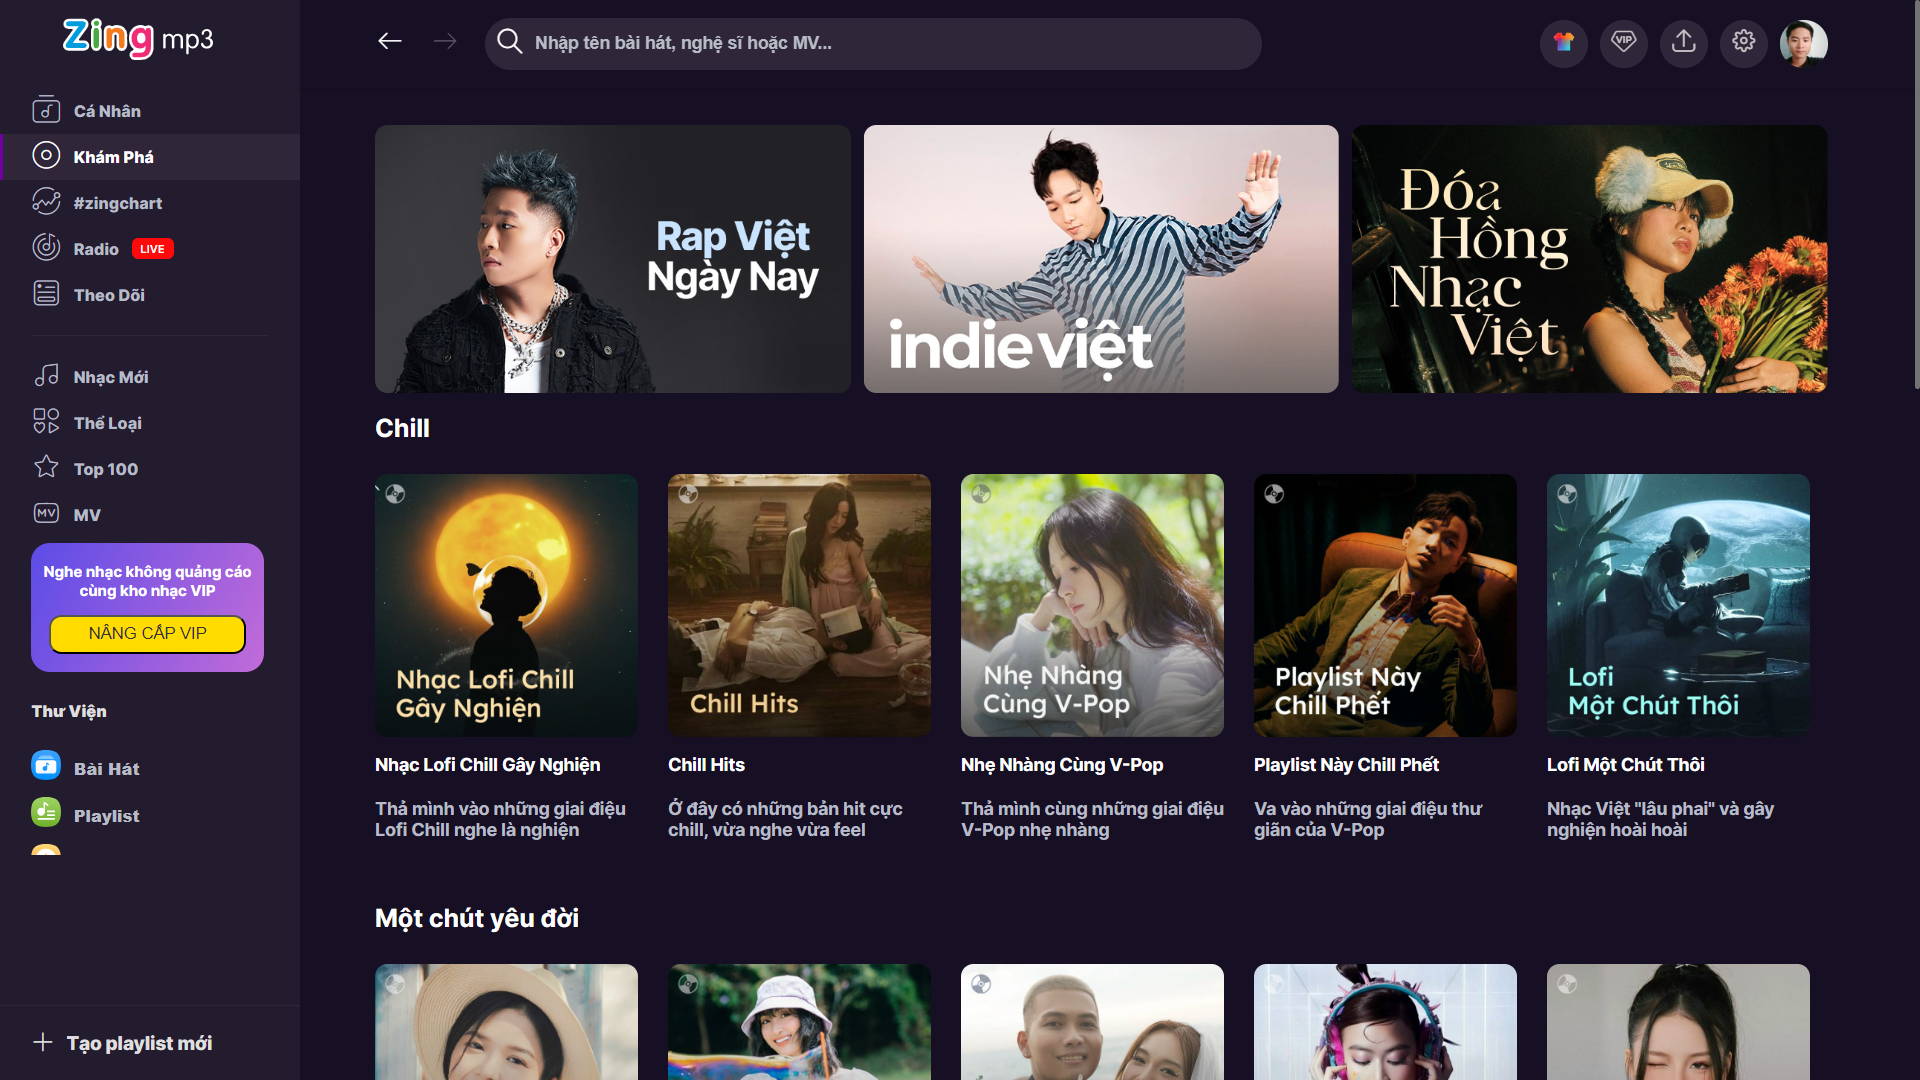 Zing mp3
Cá Nhân
Khám Phá
#zingchart
Radio LIVE
Theo Dõi
Nhạc Mới
Thể Loại
Top 100
MV MV
Nghe nhạc không quảng cáo
cùng kho nhạc VIP
NÂNG CẤP VIP
Thư Viện
Bài Hát
Playlist
Tạo playlist mới
Nhập tên bài hát, nghệ sĩ hoặc MV...
VIP
Rap Việt
Ngày Nay
indie việt
Đóa
Hồng
Nhạc
Việt
Chill
Nhạc Lofi Chill
Gây Nghiện
Chill Hits
Nhẹ Nhàng
Cùng V-Pop
Playlist Này
Chill Phết
Lofi
Một Chút Thôi
Nhạc Lofi Chill Gây Nghiện
Thả mình vào những giai điệu
Lofi Chill nghe là nghiện
Chill Hits
Ở đây có những bản hit cực
chill, vừa nghe vừa feel
Nhẹ Nhàng Cùng V-Pop
Thả mình cùng những giai điệu
V-Pop nhẹ nhàng
Playlist Này Chill Phết
Va vào những giai điệu thư
giãn của V-Pop
Lofi Một Chút Thôi
Nhạc Việt "lâu phai" và gây
nghiện hoài hoài
Một chút yêu đời